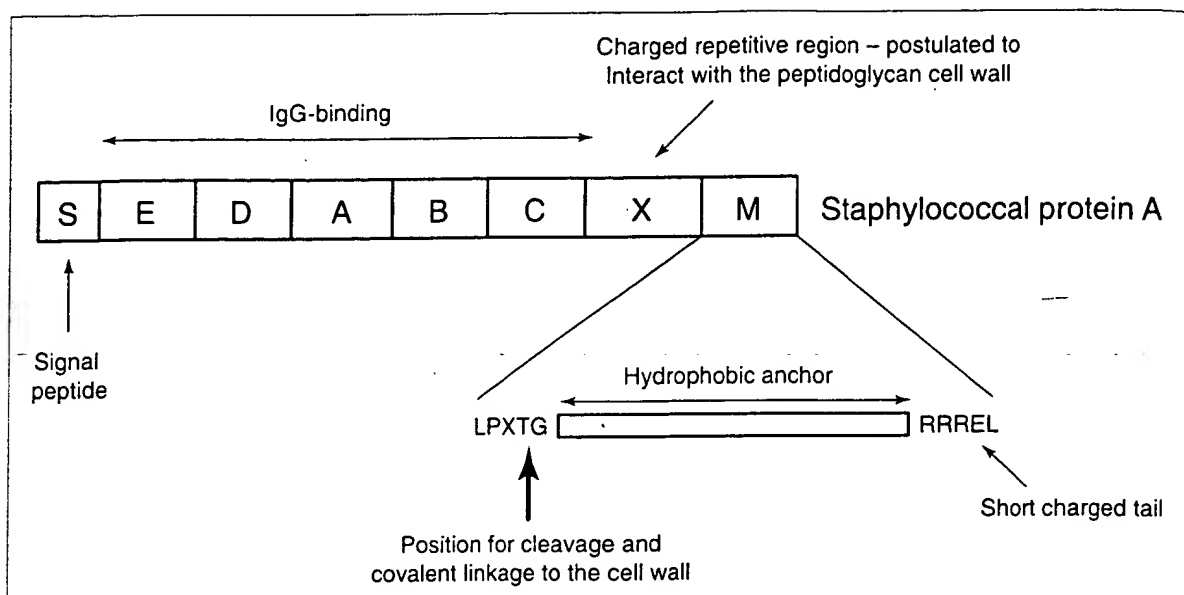 Charged repetitive region – postulated to
Interact with the peptidoglycan cell wall
IgG-binding
S E D A B C X M Staphylococcal protein A
Signal
peptide
Hydrophobic anchor
LPXTG RRREL
Short charged tail
Position for cleavage and
covalent linkage to the cell wall